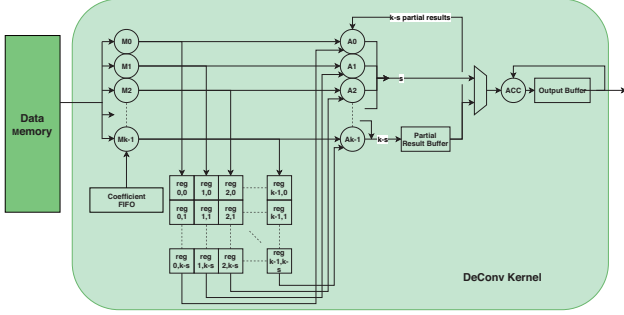 k-s partial results
M0
A0
M1
A1
M2
A2
s
ACC
Output Buffer
Data
Memory
Mk-1
Ak-1
k-s
Partial
Result Buffer
Coefficient
FIFO
reg
0,0
reg
1,0
reg
2,0
reg
k-1,0
reg
0,1
reg
1,1
reg
2,1
reg
k-1,1
reg
0,k-s
reg
1,k-s
reg
2,k-s
reg
k-1,k-
s
DeConv Kernel